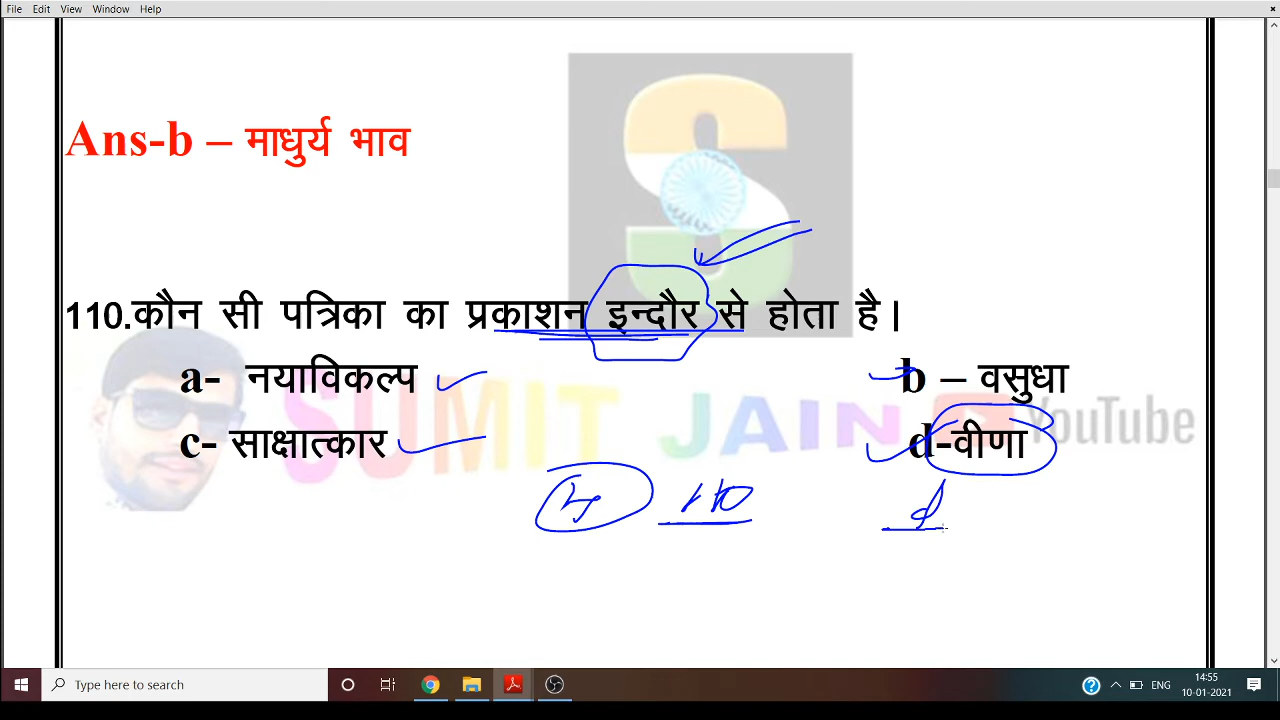 File Edit View Window Help
Ans-b – माधुर्य भाव
110.कौन सी पत्रिका का प्रकाशन इन्दौर से होता है।
a- नयाविकल्प b – वसुधा
c- साक्षात्कार d-वीणा
SUMIT JAIN YouTube
110 d
Type here to search ENG 14:55
10-01-2021